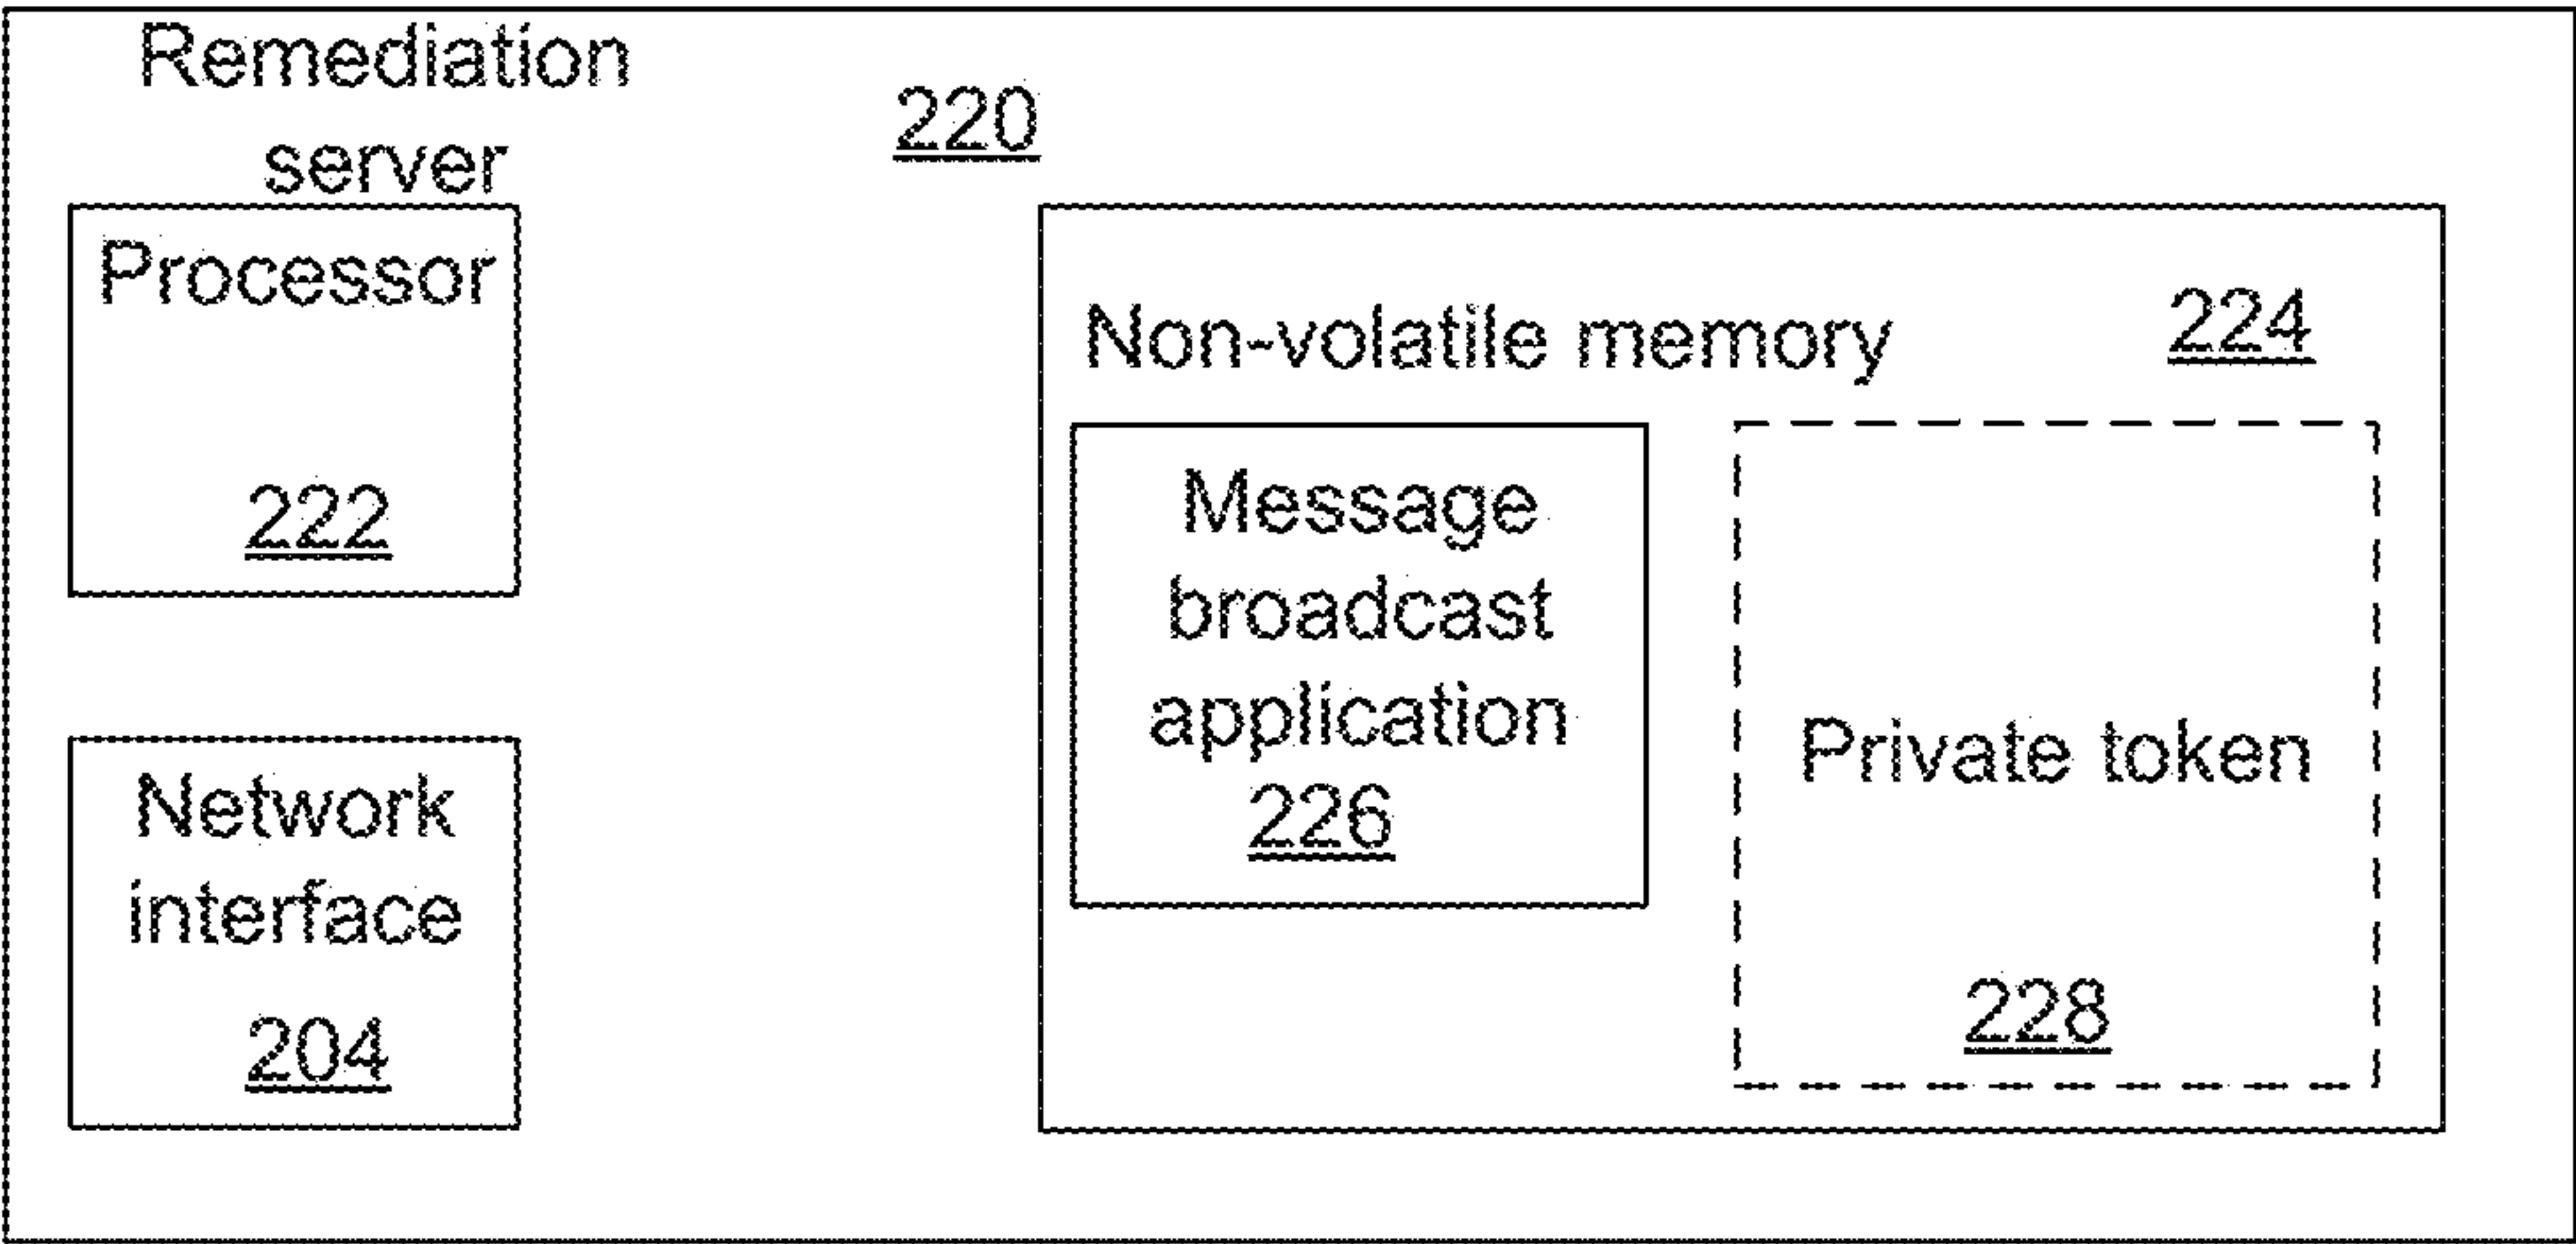 Remediation
server
220
Processor
222
Network
interface
204
Non-volatile memory
224
Message
broadcast
application
226
Private token
228